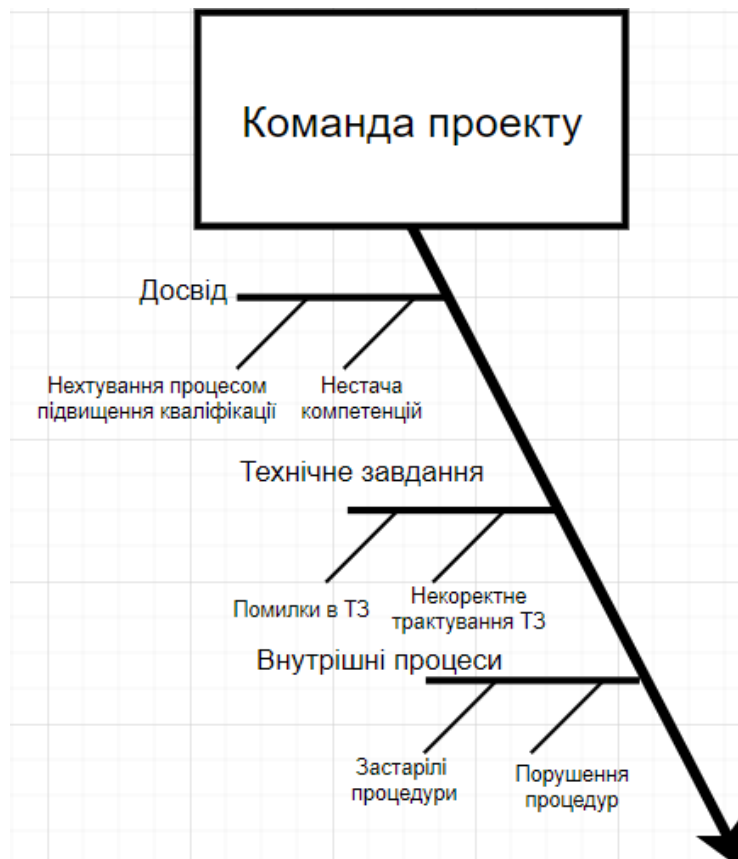 Команда проекту
Досвід
Нехтування процесом
підвищення кваліфікації
Нестача
компетенцій
Технічне завдання
Помилки в ТЗ
Некоректне
трактування ТЗ
Внутрішні процеси
Застарілі
процедури
Порушення
процедур